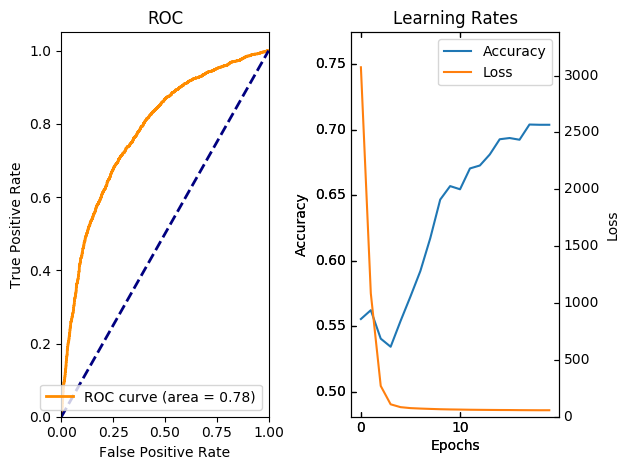 ROC
1.0
0.8
0.6
0.4
0.2
0.0
True Positive Rate
ROC curve (area = 0.78)
0.00 0.25 0.50 0.75 1.00
False Positive Rate
Learning Rates
Accuracy
Loss
0.75
0.70
0.65
0.60
0.55
0.50
Accuracy
3000
2500
2000
1500
1000
500
0
Loss
0 10
Epochs